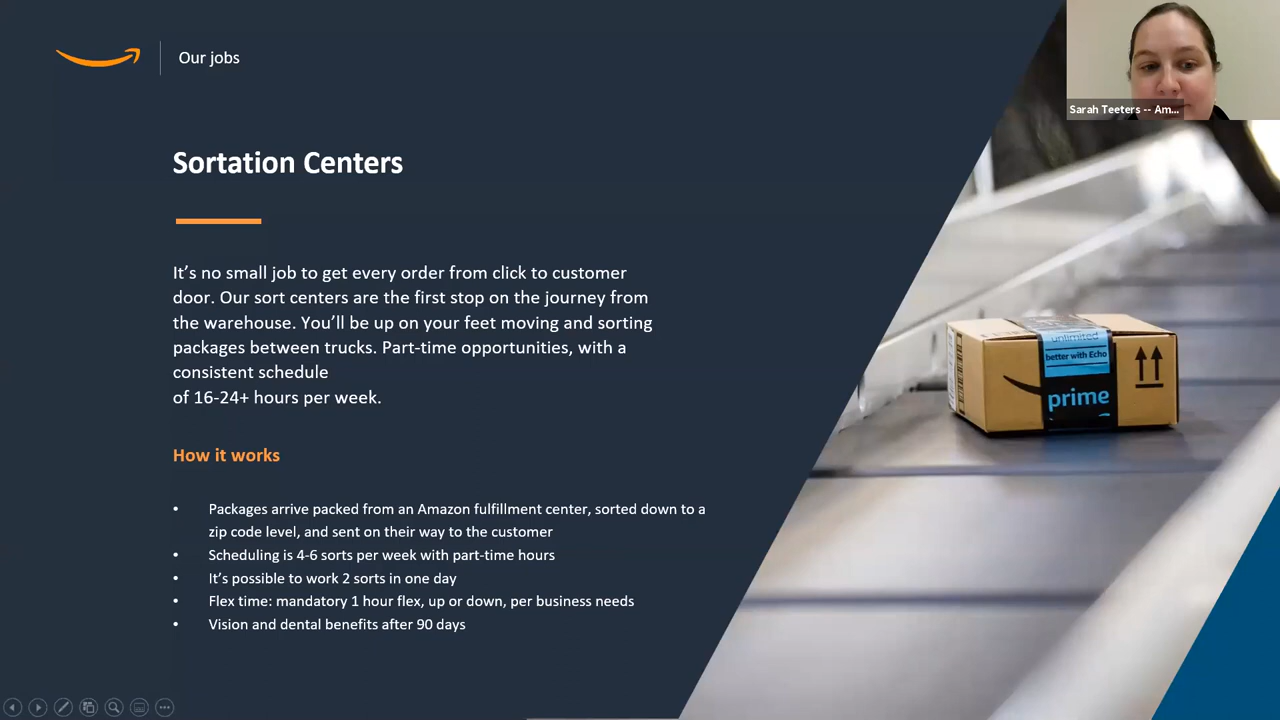 Our jobs
Sarah Teeters -- Am...
Sortation Centers
It’s no small job to get every order from click to customer
door. Our sort centers are the first stop on the journey from
the warehouse. You’ll be up on your feet moving and sorting
packages between trucks. Part-time opportunities, with a
consistent schedule
of 16-24+ hours per week.
How it works
• Packages arrive packed from an Amazon fulfillment center, sorted down to a
zip code level, and sent on their way to the customer
• Scheduling is 4-6 sorts per week with part-time hours
• It’s possible to work 2 sorts in one day
• Flex time: mandatory 1 hour flex, up or down, per business needs
• Vision and dental benefits after 90 days
unlimited
better with Echo
prime